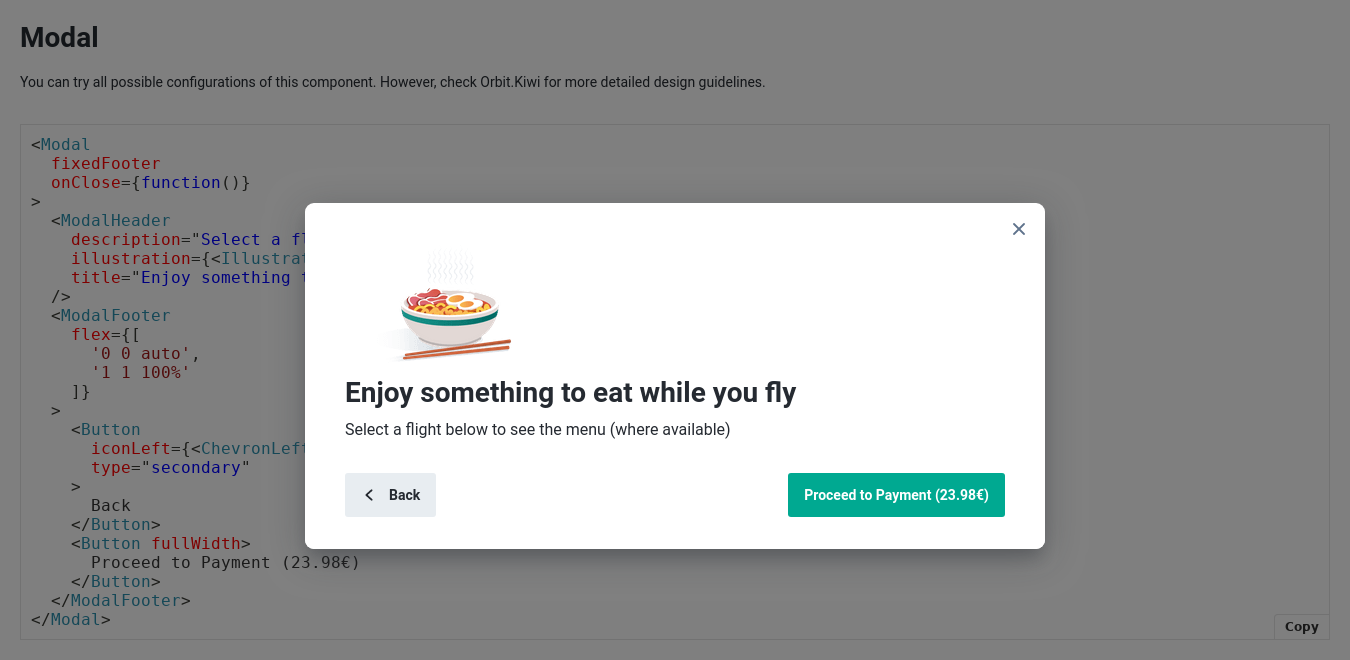 Modal
You can try all possible configurations of this component. However, check Orbit.Kiwi for more detailed design guidelines.
<Modal
  fixedFooter
  onClose={function()}
>
  <ModalHeader
    description="Select a fl
    illustration={<Illustrat
    title="Enjoy something t
  />
  <ModalFooter
    flex={[
      '0 0 auto',
      '1 1 100%'
    ]}
  >
    <Button
      iconLeft={<ChevronLeft
      type="secondary"
    >
      Back
    </Button>
    <Button fullWidth>
      Proceed to Payment (23.98€)
    </Button>
  </ModalFooter>
</Modal>
Copy
Enjoy something to eat while you fly
Select a flight below to see the menu (where available)
Back
Proceed to Payment (23.98€)